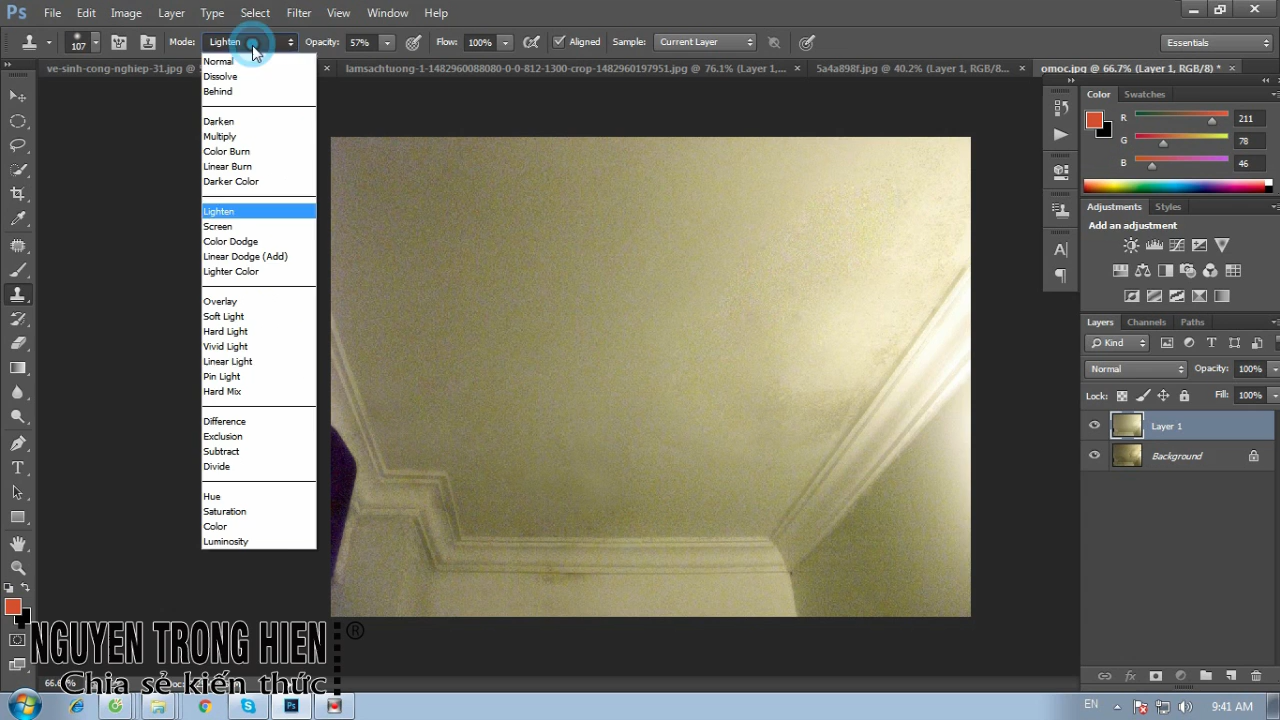 Ps File Edit Image Layer Type Select Filter 3D View Window Help
107 Mode: Lighten Opacity: 57% Flow: 100% Aligned Sample: Current Layer Essentials
ve-sinh-cong-nghiep-31.jpg @ lamsachtuong-1-1482960088080-0-0-812-1300-crop-1482960197951.jpg @ 76.1% (Layer 1,... × 5a4a898f.jpg @ 40.2% (Layer 1, RGB/8... × omoc.jpg @ 66.7% (Layer 1, RGB/8) * ×
Normal
Dissolve
Behind
Darken
Multiply
Color Burn
Linear Burn
Darker Color
Lighten
Screen
Color Dodge
Linear Dodge (Add)
Lighter Color
Overlay
Soft Light
Hard Light
Vivid Light
Linear Light
Pin Light
Hard Mix
Difference
Exclusion
Subtract
Divide
Hue
Saturation
Color
Luminosity
Color Swatches
R 211
G 78
B 46
Adjustments Styles
Add an adjustment
Layers Channels Paths
Kind
Normal Opacity: 100%
Lock: Fill: 100%
Layer 1
Background
NGUYEN TRONG HIEN ®
Chia sẻ kiến thức
EN 9:41 AM